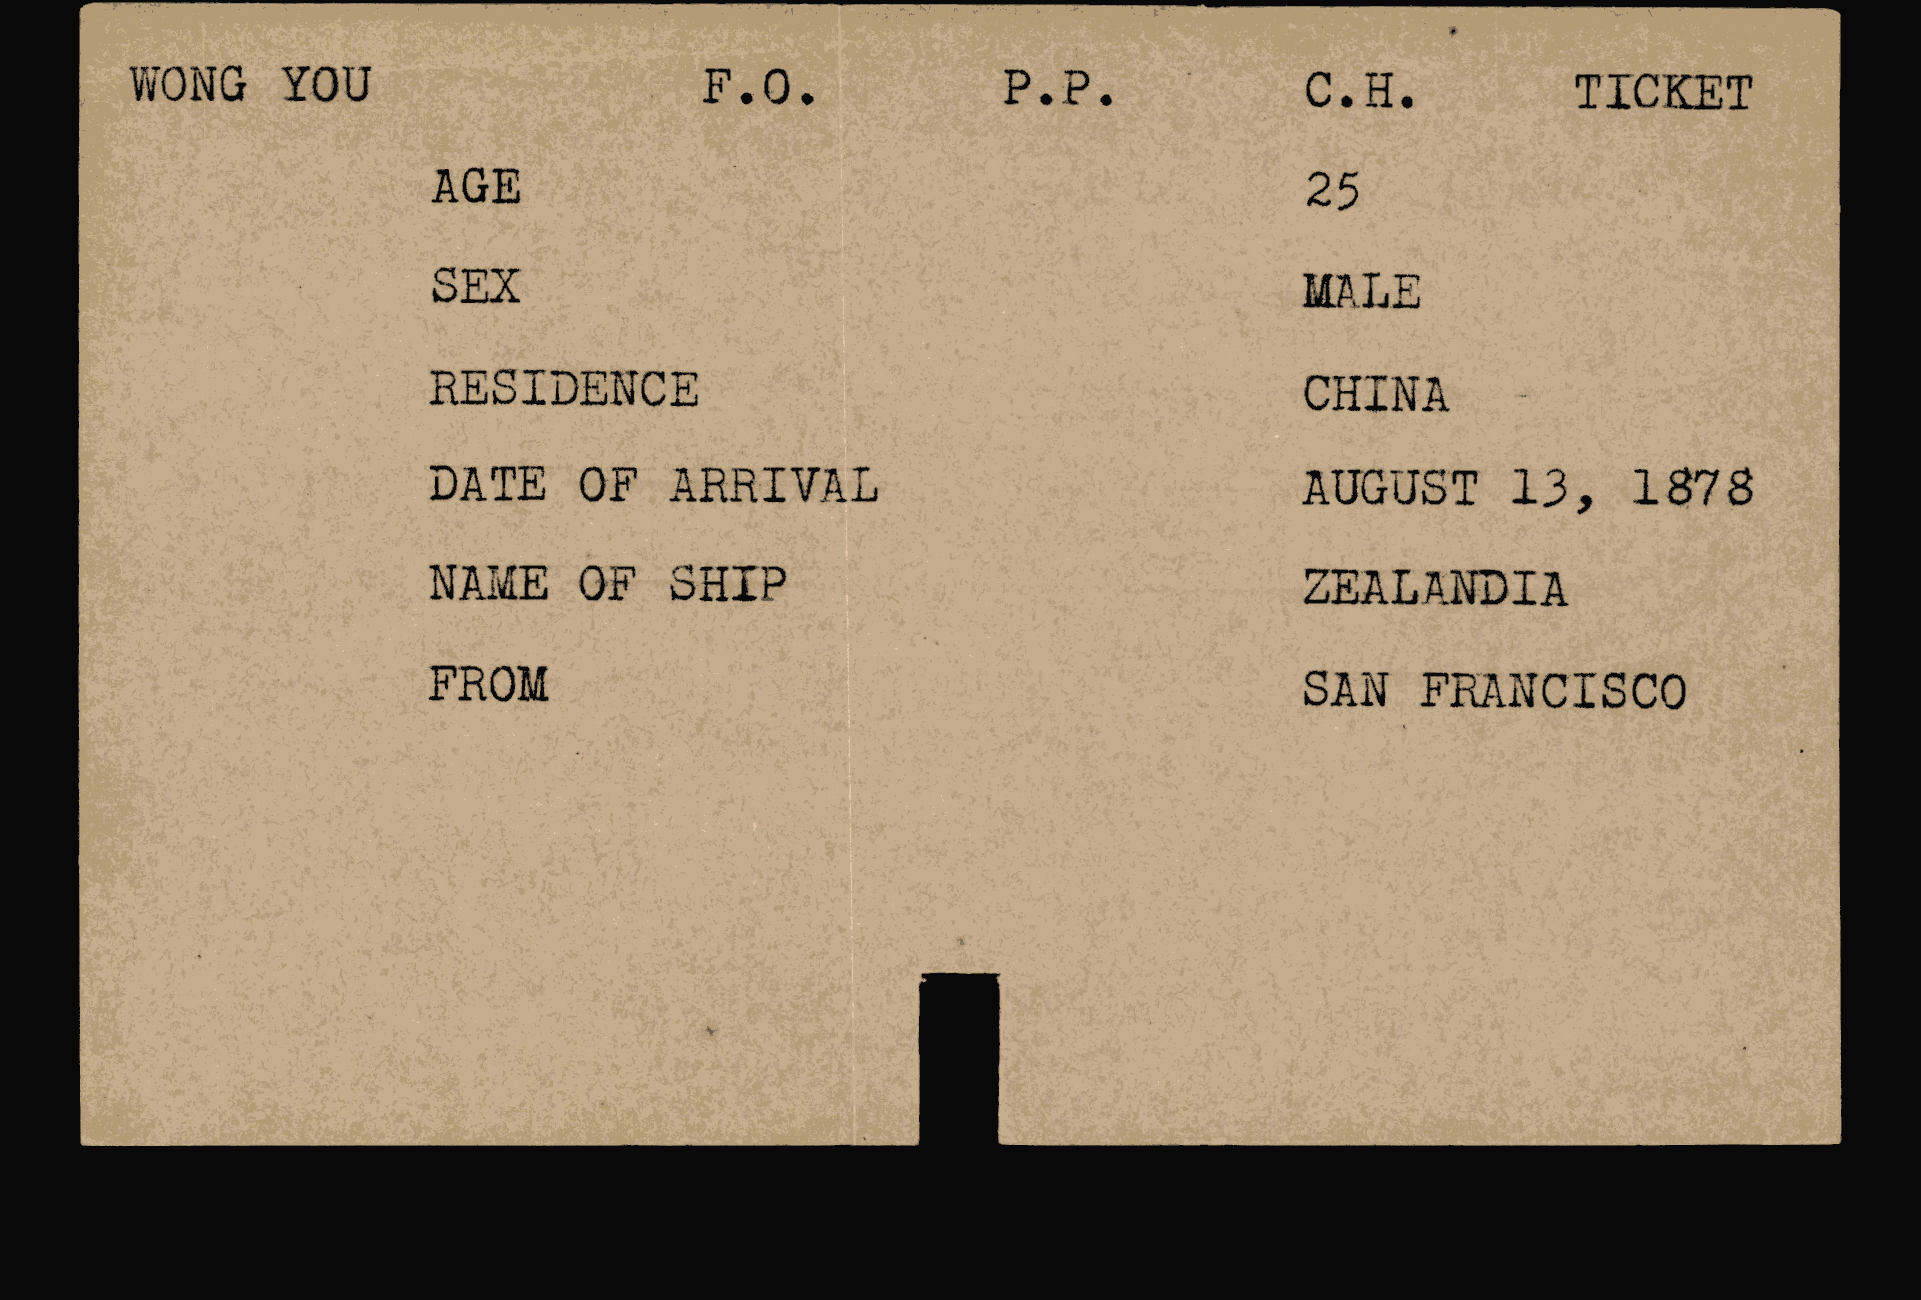 WONG YOU F.O. P.P. C.H. TICKET
AGE 25
SEX MALE
RESIDENCE CHINA
DATE OF ARRIVAL AUGUST 13, 1878
NAME OF SHIP ZEALANDIA
FROM SAN FRANCISCO